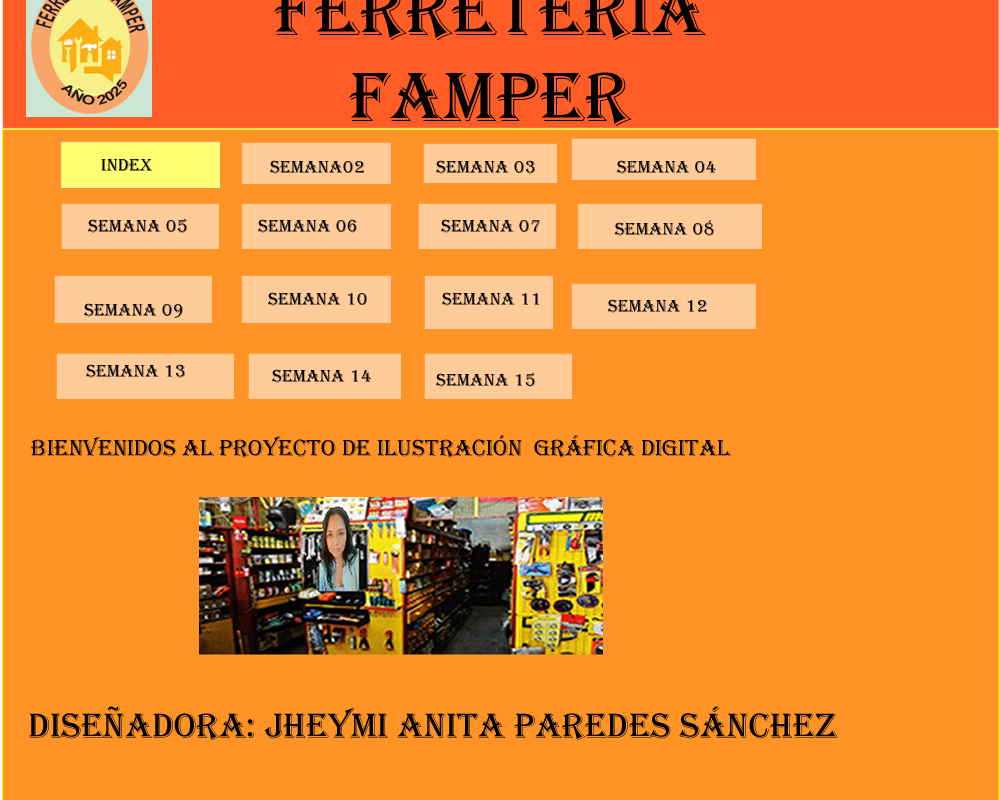 FERRETERIA FAMPER
AÑO 2025
FERRETERIA
FAMPER
INDEX
SEMANA02
SEMANA 03
SEMANA 04
SEMANA 05
SEMANA 06
SEMANA 07
SEMANA 08
SEMANA 09
SEMANA 10
SEMANA 11
SEMANA 12
SEMANA 13
SEMANA 14
SEMANA 15
BIENVENIDOS AL PROYECTO DE ILUSTRACIÓN GRÁFICA DIGITAL
DISEÑADORA: JHEYMI ANITA PAREDES SÁNCHEZ